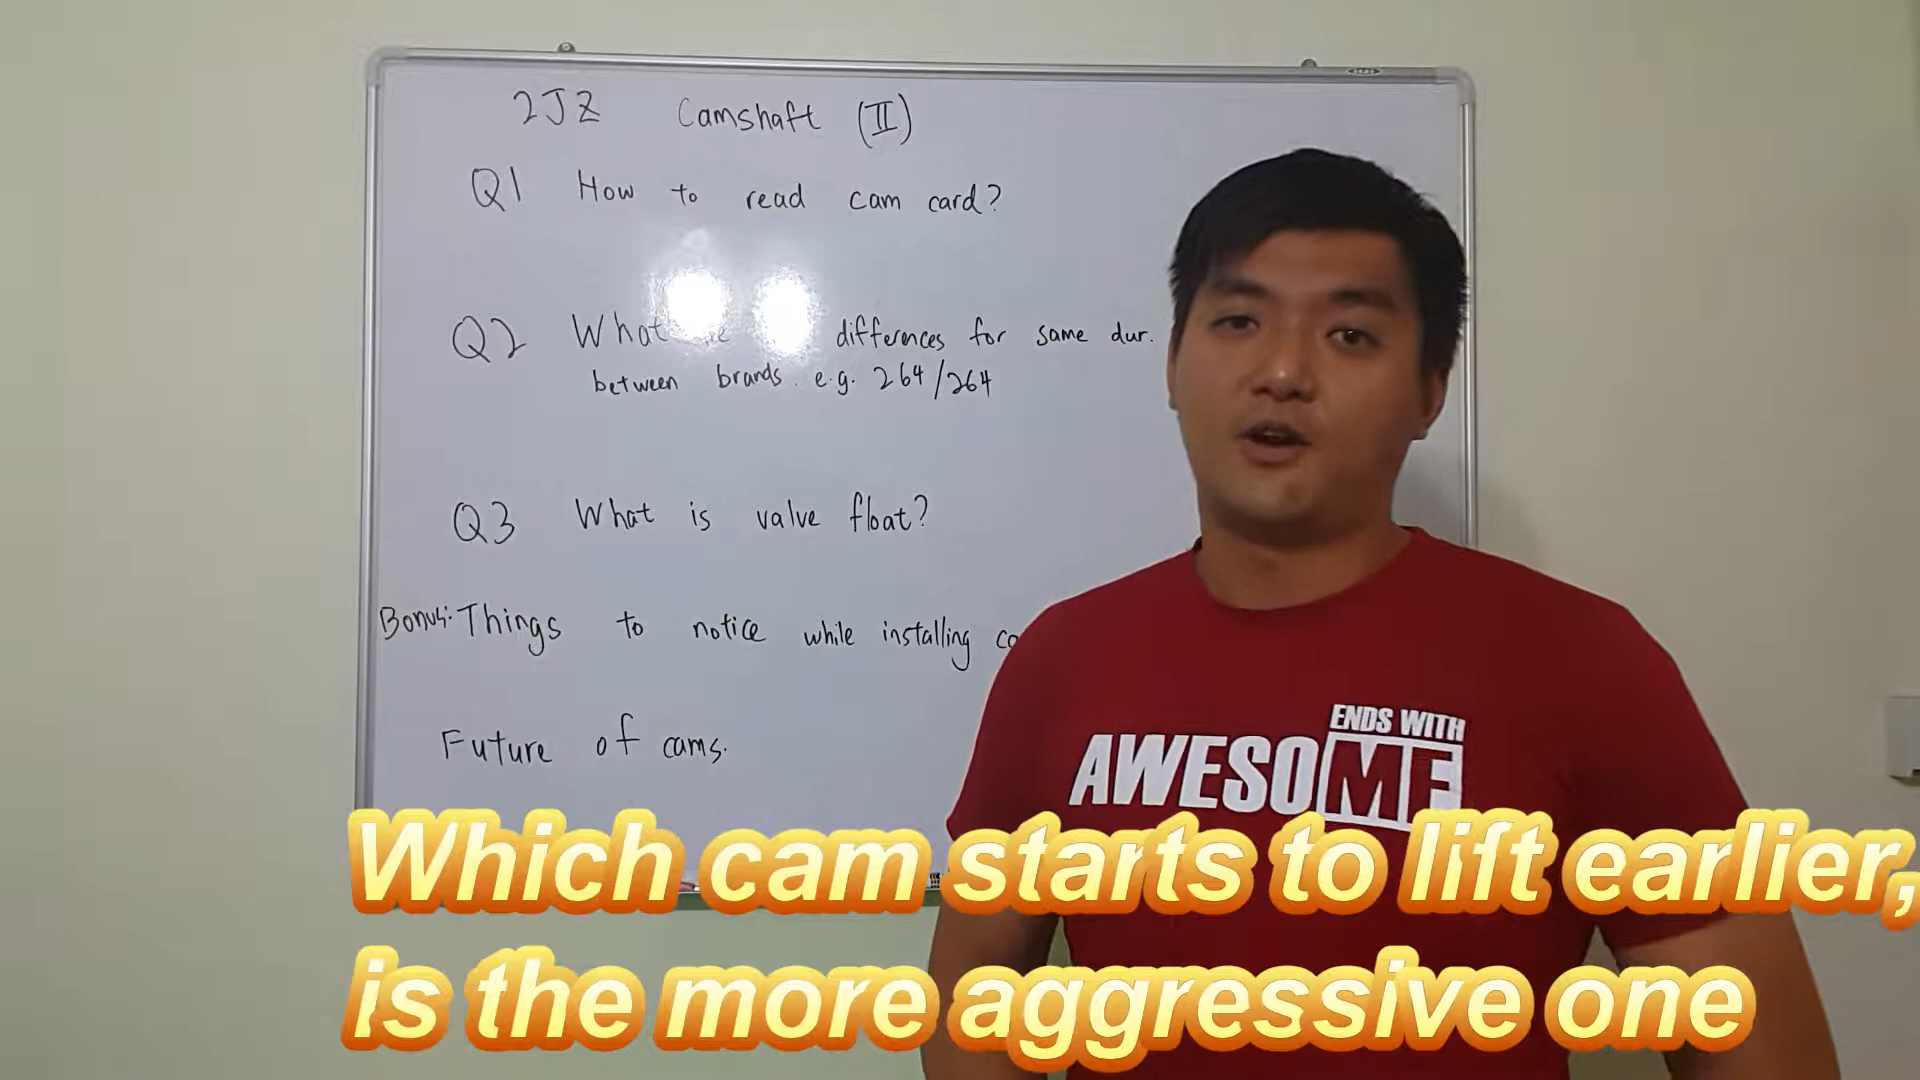 2JZ Camshaft (II)
Q1 How to read cam card?
Q2 What differences for same dur.
between brands. e.g. 264/264
Q3 What is valve float?
Bonus: Things to notice while installing
Future of cams.
ENDS WITH
AWESOME
Which cam starts to lift earlier,
is the more aggressive one